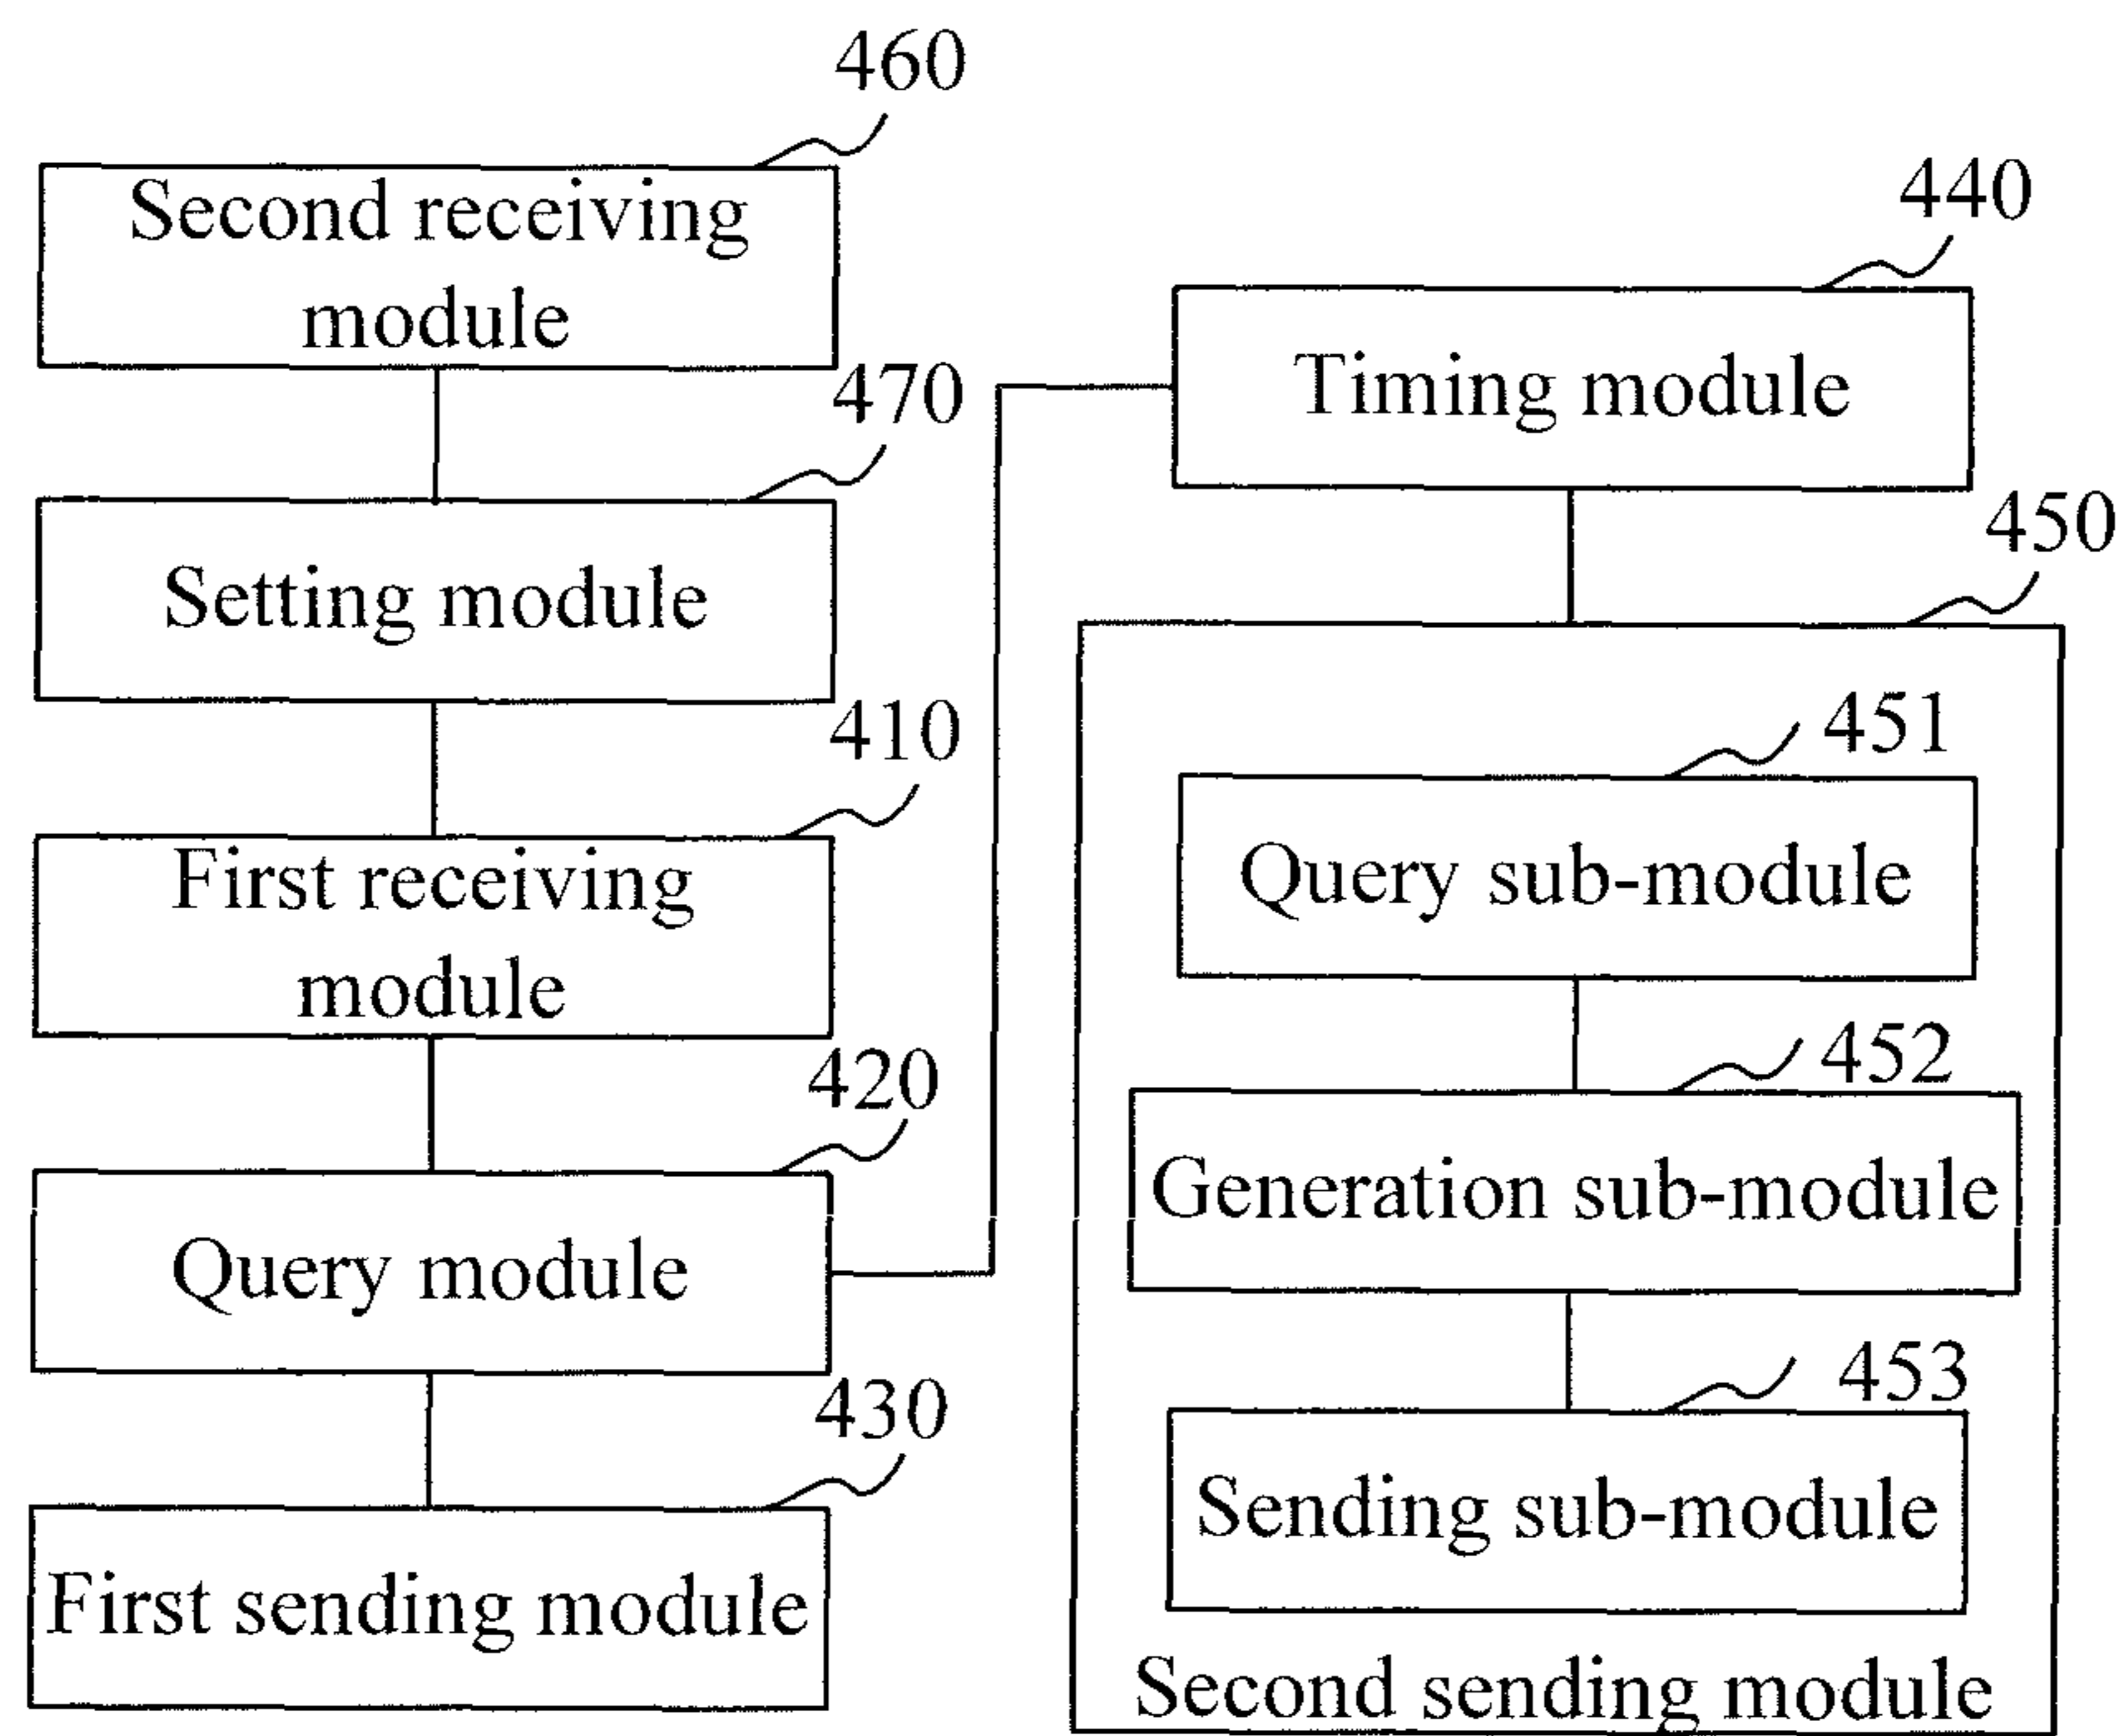 460
Second receiving
module
470
Setting module
410
First receiving
module
420
Query module
430
First sending module
440
Timing module
450
451
Query sub-module
452
Generation sub-module
453
Sending sub-module
Second sending module